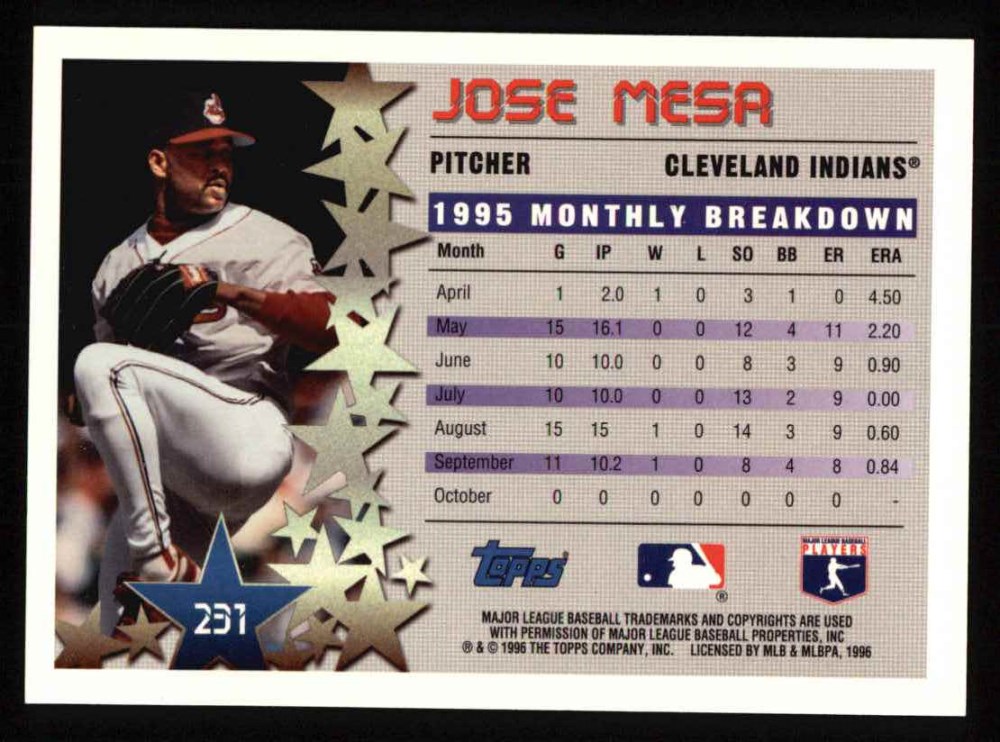 JOSE MESA
PITCHER CLEVELAND INDIANS®
1995 MONTHLY BREAKDOWN
Month G IP W L SO BB ER ERA
April 1 2.0 1 0 3 1 0 4.50
May 15 16.1 0 0 12 4 11 2.20
June 10 10.0 0 0 8 3 9 0.90
July 10 10.0 0 0 13 2 9 0.00
August 15 15 1 0 14 3 9 0.60
September 11 10.2 1 0 8 4 8 0.84
October 0 0 0 0 0 0 0 -
Topps®
®
MAJOR LEAGUE BASEBALL
PLAYERS
231
MAJOR LEAGUE BASEBALL TRADEMARKS AND COPYRIGHTS ARE USED
WITH PERMISSION OF MAJOR LEAGUE BASEBALL PROPERTIES, INC
® & © 1996 THE TOPPS COMPANY, INC. LICENSED BY MLB & MLBPA, 1996